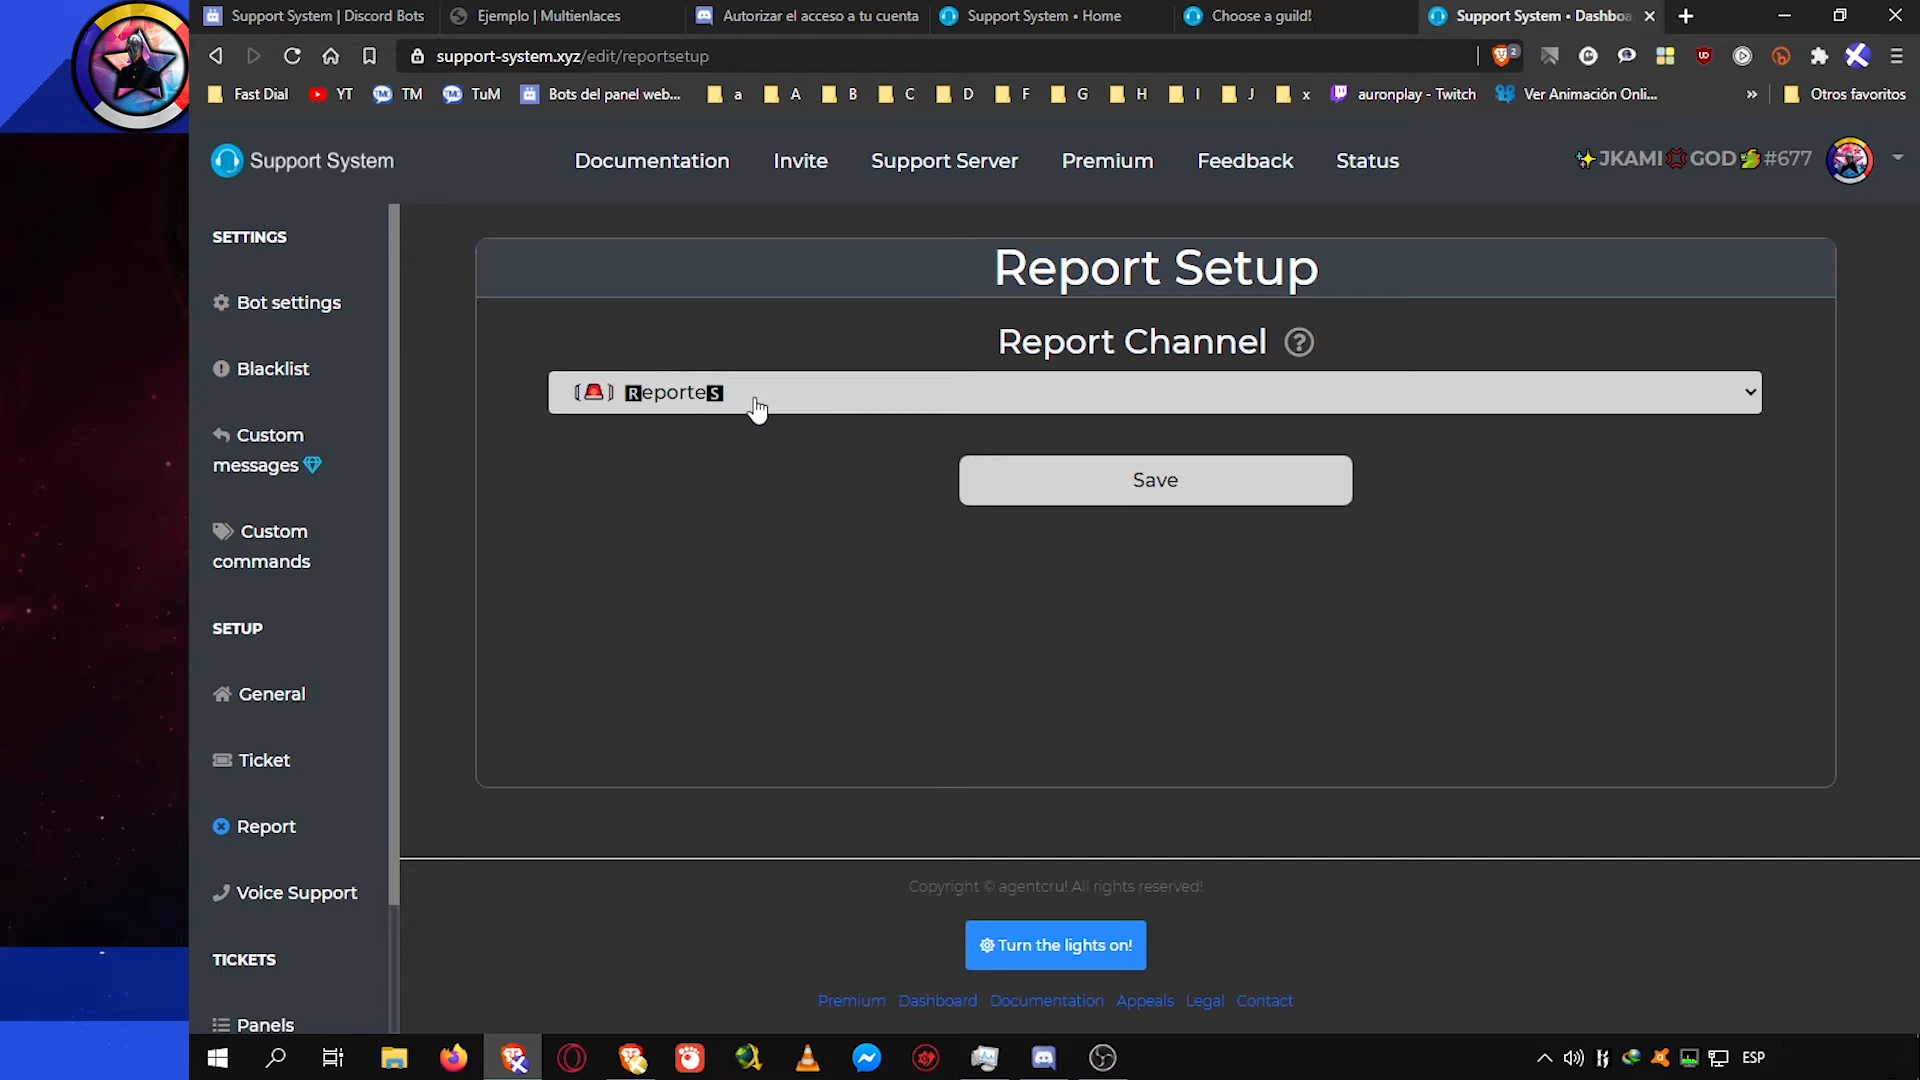 Support System | Discord Bots
Ejemplo | Multienlaces
Autorizar el acceso a tu cuenta
Support System • Home
Choose a guild!
Support System • Dashboa
support-system.xyz/edit/reportsetup
2
Fast Dial
YT
TM
TuM
Bots del panel web...
a
A
B
C
D
F
G
H
I
J
x
auronplay - Twitch
Ver Animación Onli...
»
Otros favoritos
Support System
Documentation
Invite
Support Server
Premium
Feedback
Status
✨JKAMI💢GOD🐲#677
SETTINGS
Bot settings
Blacklist
Custom
messages
Custom
commands
SETUP
General
Ticket
Report
Voice Support
TICKETS
Panels
Report Setup
Report Channel
〔🚨〕🆁eporte🆂
Save
Copyright © agentcru! All rights reserved!
Turn the lights on!
Premium Dashboard Documentation Appeals Legal Contact
ESP